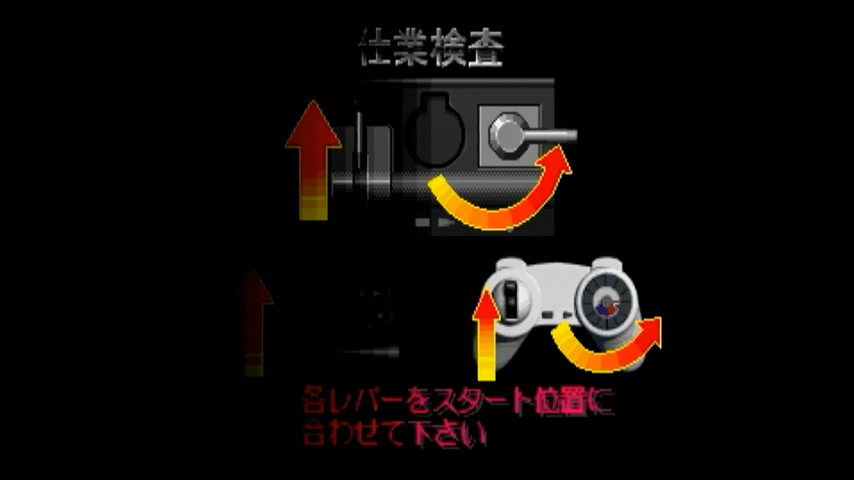 仕業検査
各レバーをスタート位置に
合わせて下さい